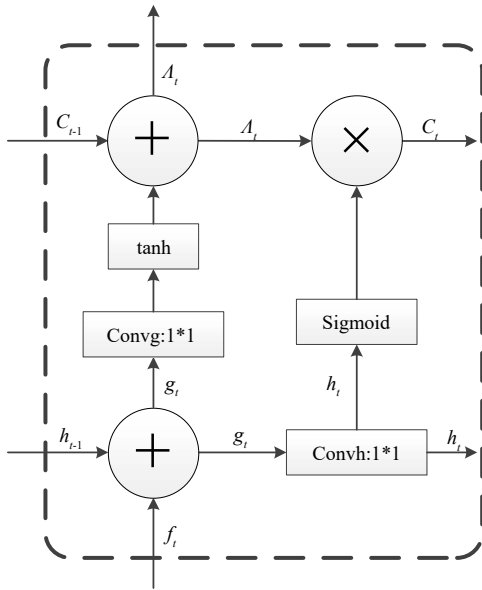 Λt
Ct-1
+
Λt
×
Ct
tanh
Convg:1*1
Sigmoid
gt
ht
ht-1
+
gt
Convh:1*1
ht
ft